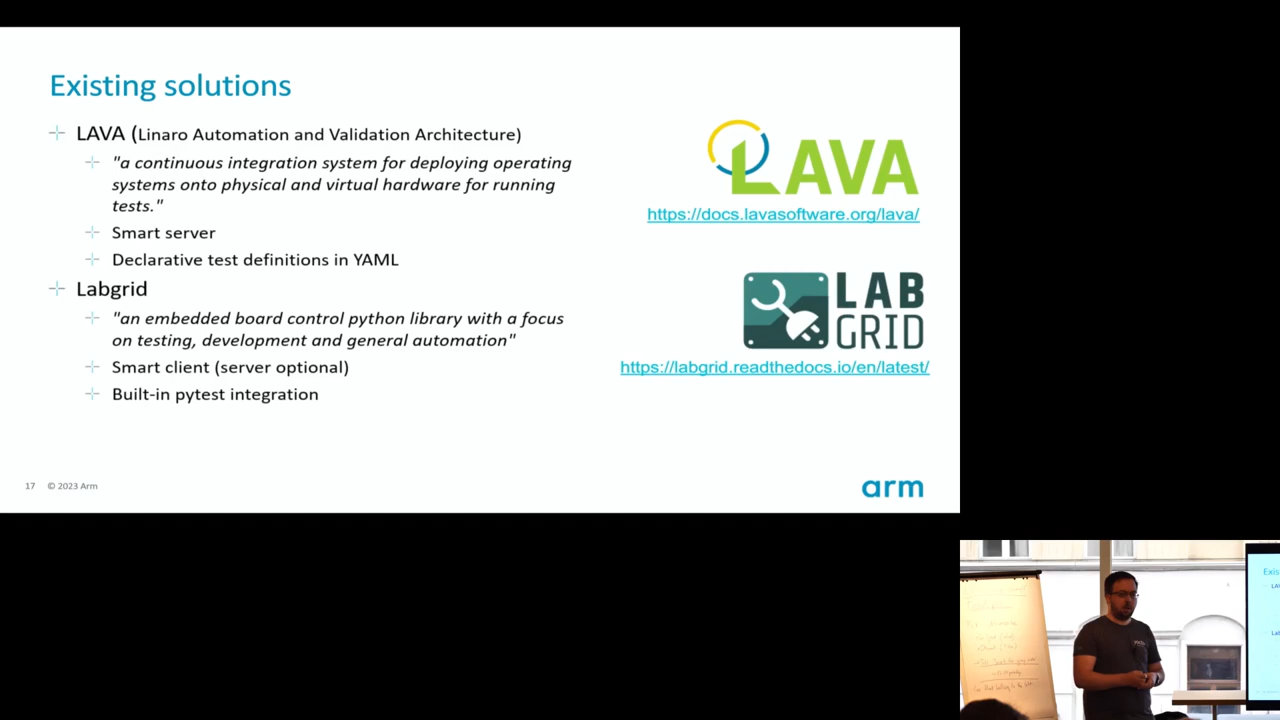 Existing solutions
LAVA (Linaro Automation and Validation Architecture)
"a continuous integration system for deploying operating
systems onto physical and virtual hardware for running
tests."
Smart server
Declarative test definitions in YAML
Labgrid
"an embedded board control python library with a focus
on testing, development and general automation"
Smart client (server optional)
Built-in pytest integration
LAVA
https://docs.lavasoftware.org/lava/
LAB
GRID
https://labgrid.readthedocs.io/en/latest/
17 © 2023 Arm
arm